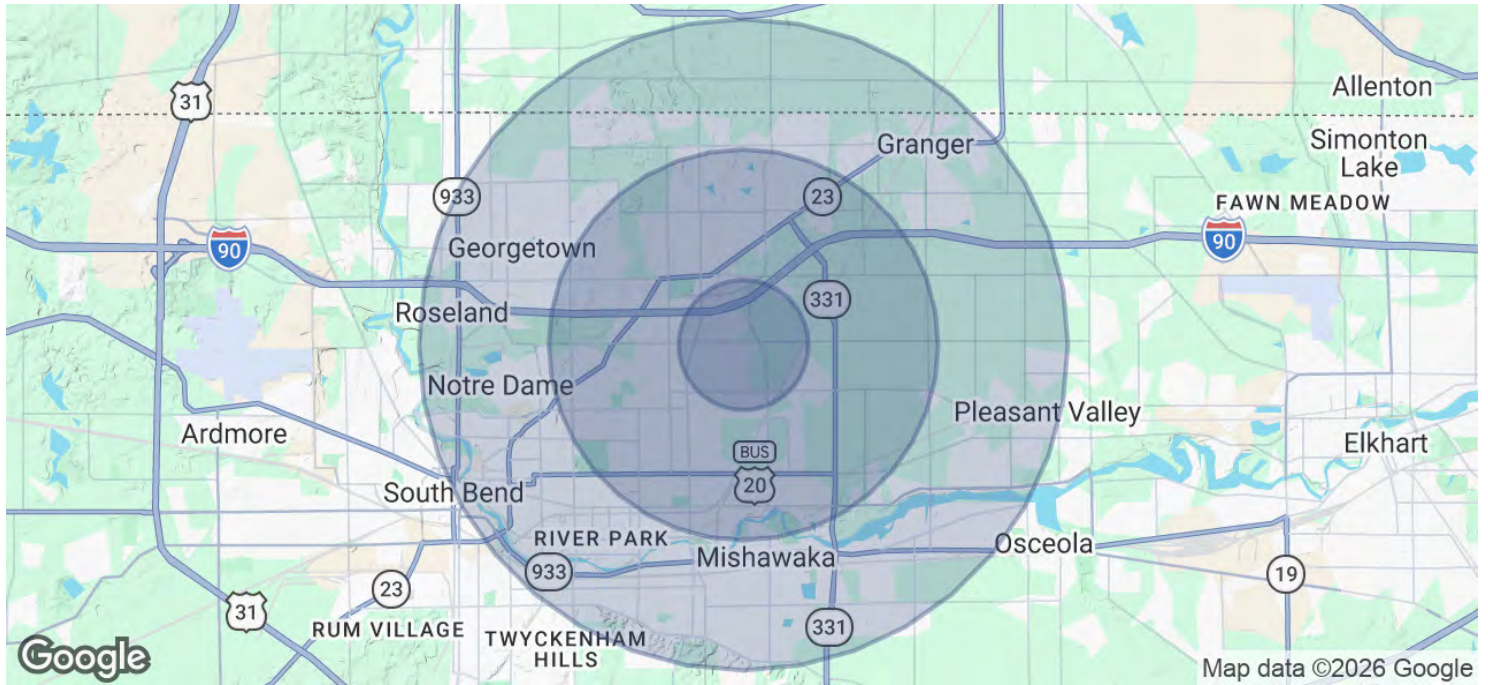 Allenton
31
Granger
Simonton
Lake
933
23
FAWN MEADOW
90
Georgetown
90
331
Roseland
Notre Dame
Pleasant Valley
Ardmore
Elkhart
BUS
20
South Bend
RIVER PARK
Osceola
Mishawaka
933
19
23
31
RUM VILLAGE
331
TWYCKENHAM
HILLS
Google
Map data ©2026 Google